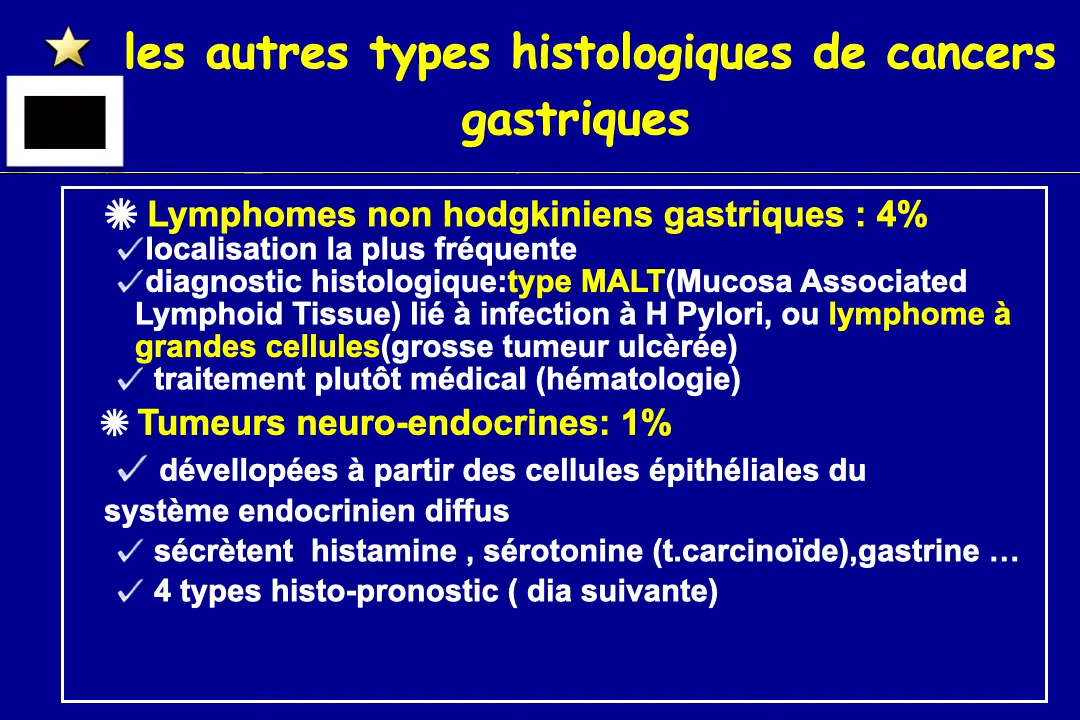 les autres types histologiques de cancers
gastriques
Lymphomes non hodgkiniens gastriques : 4%
✓localisation la plus fréquente
✓diagnostic histologique:type MALT(Mucosa Associated
Lymphoid Tissue) lié à infection à H Pylori, ou lymphome à
grandes cellules(grosse tumeur ulcèrée)
✓ traitement plutôt médical (hématologie)
Tumeurs neuro-endocrines: 1%
✓ dévellopées à partir des cellules épithéliales du
système endocrinien diffus
✓ sécrètent histamine , sérotonine (t.carcinoïde),gastrine …
✓ 4 types histo-pronostic ( dia suivante)